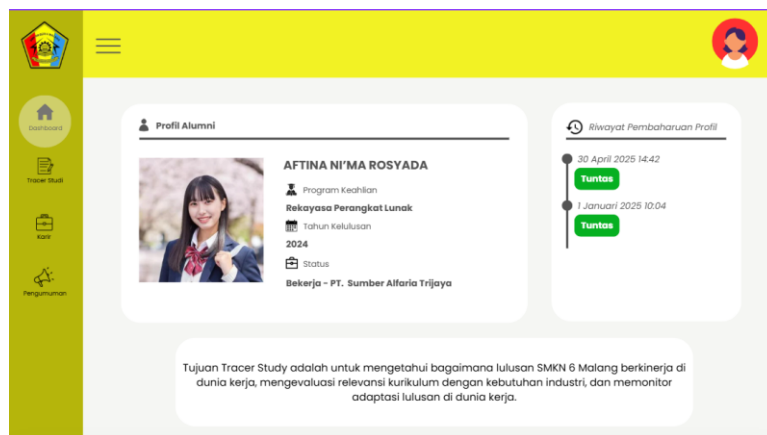 Dashboard
Tracer Studi
Karir
Pengumuman
Profil Alumni
AFTINA NI'MA ROSYADA
Program Keahlian
Rekayasa Perangkat Lunak
Tahun Kelulusan
2024
Status
Bekerja - PT. Sumber Alfaria Trijaya
Riwayat Pembaharuan Profil
30 April 2025 14:42
Tuntas
1 Januari 2025 10:04
Tuntas
Tujuan Tracer Study adalah untuk mengetahui bagaimana lulusan SMKN 6 Malang berkinerja di
dunia kerja, mengevaluasi relevansi kurikulum dengan kebutuhan industri, dan memonitor
adaptasi lulusan di dunia kerja.